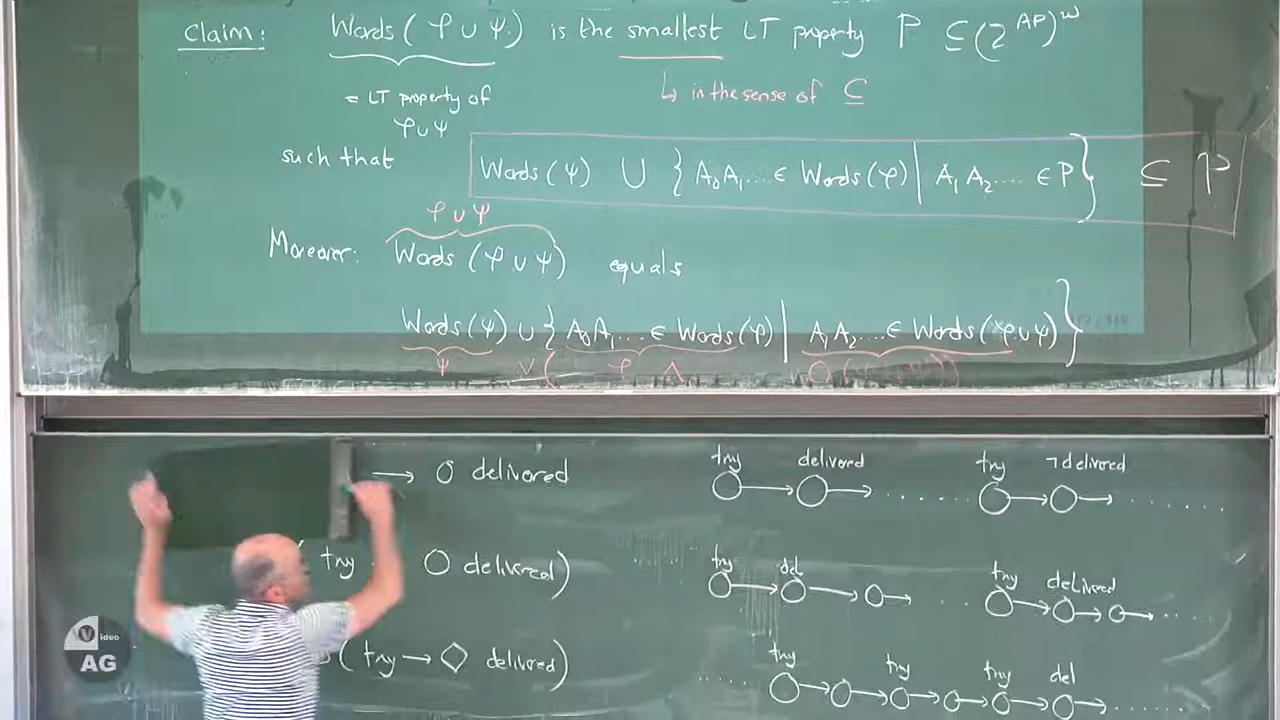 Claim: Words ( φ ∪ ψ ) is the smallest LT property P ⊆ (2^AP)^ω
= LT property of φ ∪ ψ
↳ in the sense of ⊆
such that Words (ψ) ∪ { A₀A₁.... ∈ Words (φ) | A₁ A₂ .... ∈ P } ⊆ P
φ ∪ ψ
Moreover: Words (φ ∪ ψ) equals
Words (ψ) ∪ { A₀A₁.... ∈ Words (φ) | A₁A₂.... ∈ Words (φ ∪ ψ) }
ψ ∨ ( φ ∧ ○
→ ○ delivered
try delivered
try ¬ delivered
try ○ delivered)
try del
try delivered
( try → ◇ delivered)
try try try del
Video AG